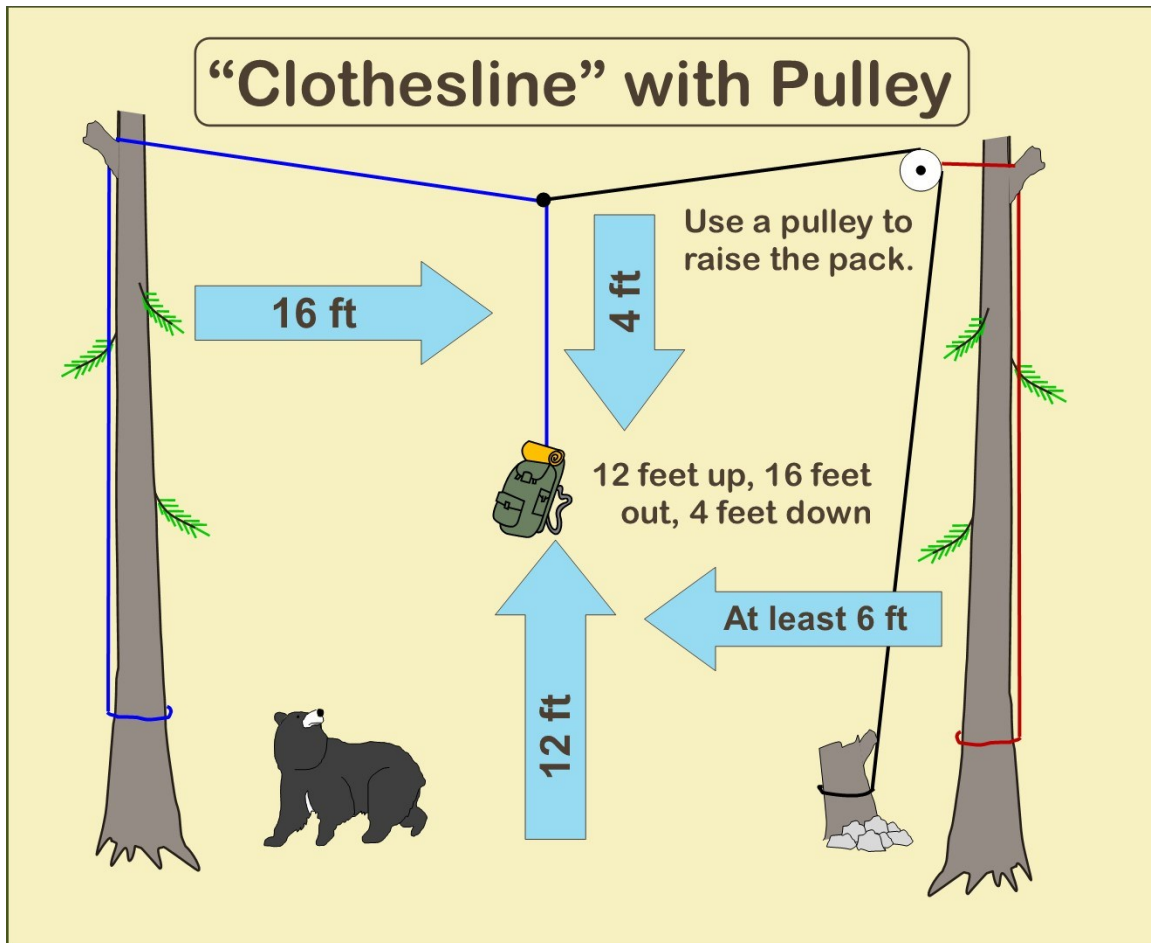 “Clothesline” with Pulley
Use a pulley to
raise the pack.
16 ft
4 ft
12 feet up, 16 feet
out, 4 feet down
At least 6 ft
12 ft